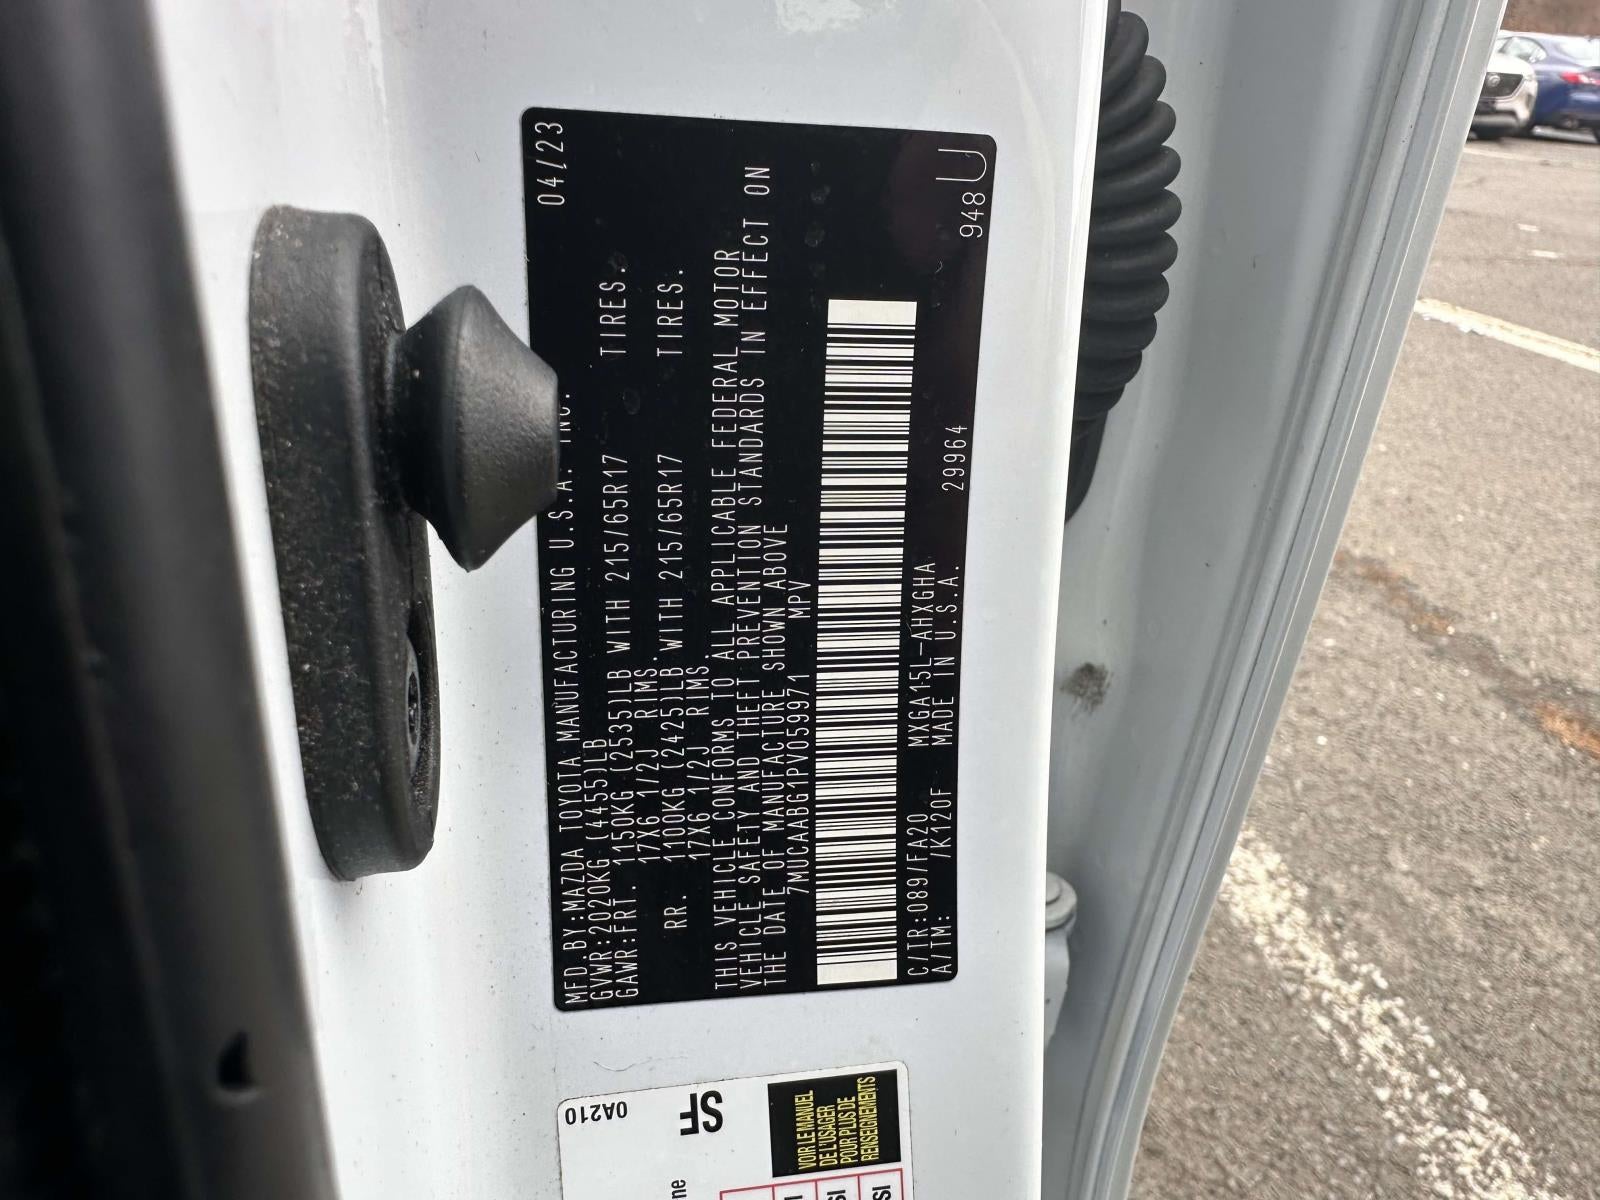 04/23
MFD.BY:MAZDA TOYOTA MANUFACTURING U.S.A. INC.
GVWR:2020KG (4455)LB
GAWR:FRT. 1150KG (2535)LB WITH 215/65R17 TIRES.
17X6 1/2J RIMS.
RR. 1100KG (2425)LB WITH 215/65R17 TIRES.
17X6 1/2J RIMS.
THIS VEHICLE CONFORMS TO ALL APPLICABLE FEDERAL MOTOR
VEHICLE SAFETY AND THEFT PREVENTION STANDARDS IN EFFECT ON
THE DATE OF MANUFACTURE SHOWN ABOVE
7MUCAABG1PV059971 MPV
C/TR:089/FA20 MXGA15L-AHXGHA
A/TM: /K120F MADE IN U.S.A. 29964 948U
0A210
SF
VOIR LE MANUEL
DE L'USAGER
POUR PLUS DE
RENSEIGNEMENTS